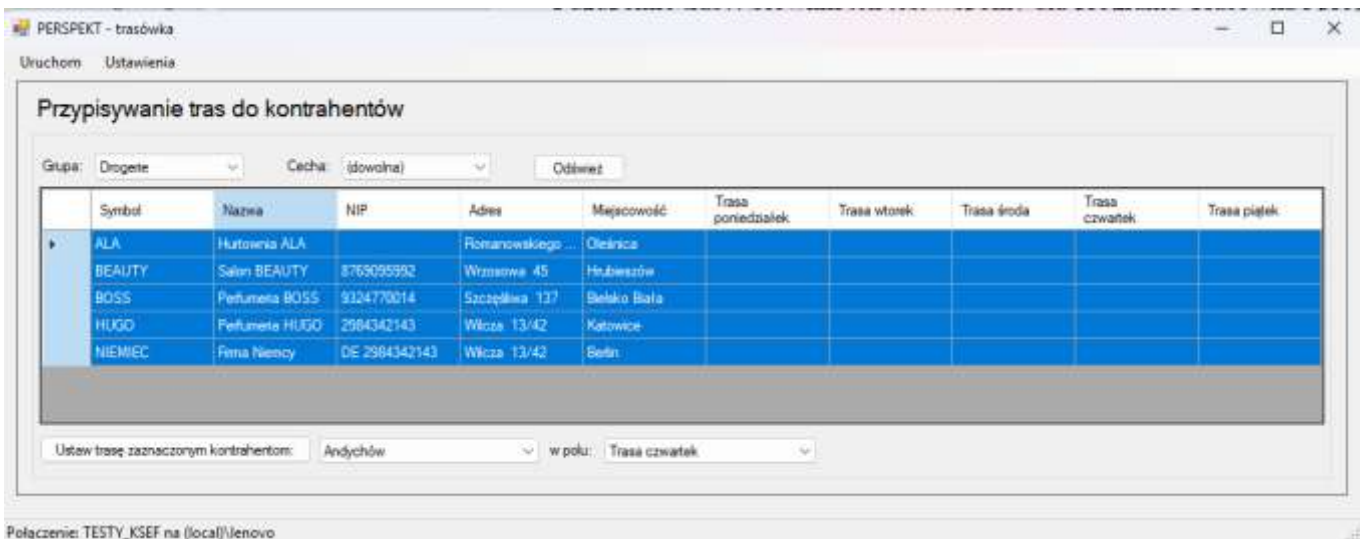 PERSPEKT - trasówka
Uruchom Ustawienia
Przypisywanie tras do kontrahentów
Grupa: Drogerie Cecha: (dowolna) Odśwież
Symbol Nazwa NIP Adres Miejscowość Trasa poniedziałek Trasa wtorek Trasa środa Trasa czwartek Trasa piątek
ALA Hurtownia ALA Romanowskiego ... Oleśnica
BEAUTY Salon BEAUTY 8769095992 Wrzosowa 45 Hrubieszów
BOSS Perfumeria BOSS 9324770014 Szczęśliwa 137 Bielsko Biała
HUGO Perfumeria HUGO 2984342143 Wilcza 13/42 Katowice
NIEMIEC Firma Niemcy DE 2984342143 Wilcza 13/42 Berlin
Ustaw trasę zaznaczonym kontrahentom: Andychów w polu: Trasa czwartek
Połączenie: TESTY_KSEF na (local)\lenovo